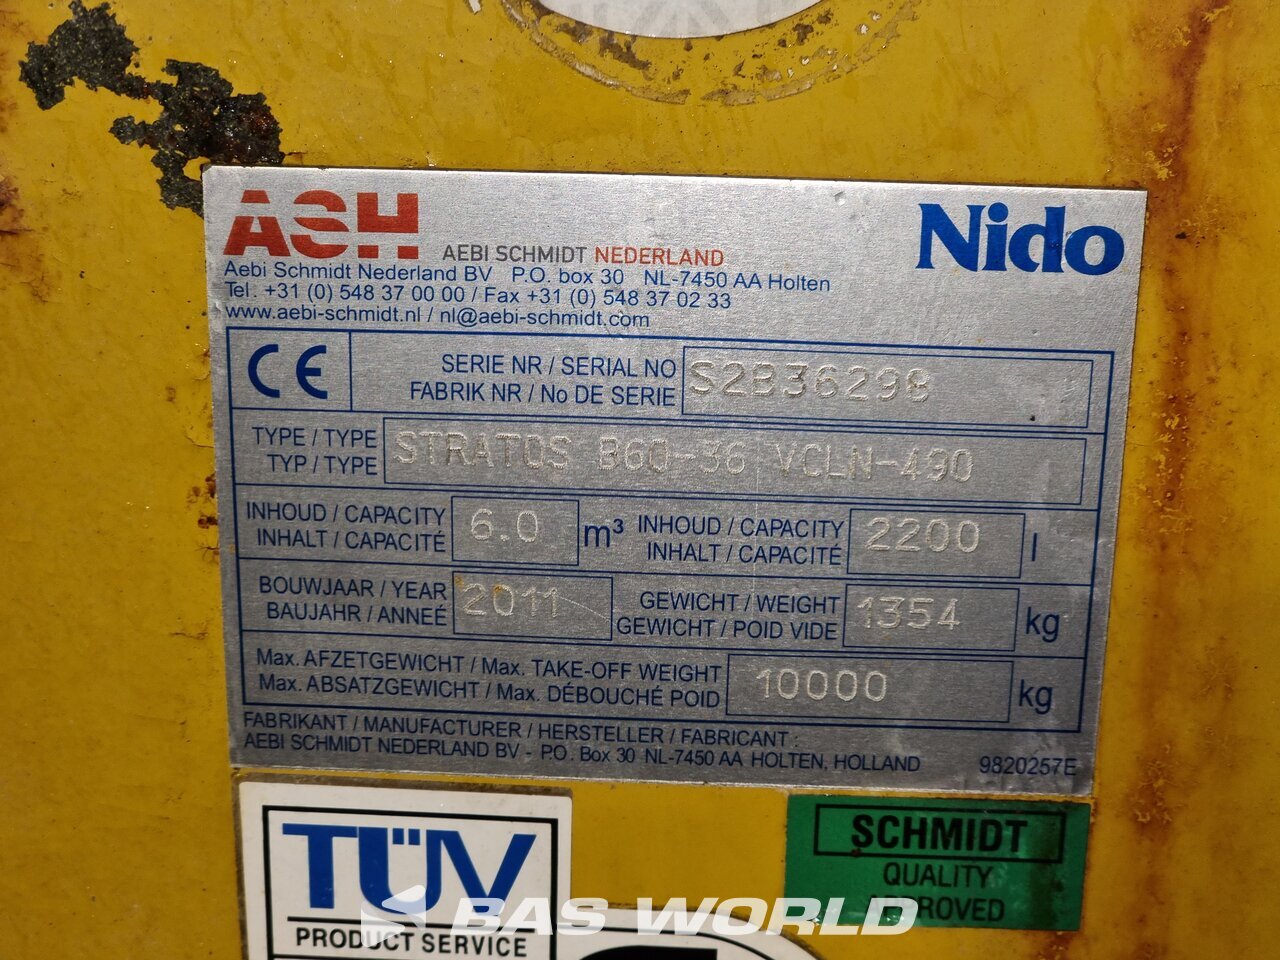 ASH AEBI SCHMIDT NEDERLAND
Nido
Aebi Schmidt Nederland BV P.O. box 30 NL-7450 AA Holten
Tel. +31 (0) 548 37 00 00 / Fax +31 (0) 548 37 02 33
www.aebi-schmidt.nl / nl@aebi-schmidt.com
CE
SERIE NR / SERIAL NO
FABRIK NR / No DE SERIE
S2B36298
TYPE / TYPE
TYP / TYPE
STRATOS B60-36 VCLN-490
INHOUD / CAPACITY
INHALT / CAPACITÉ
6.0 m³
INHOUD / CAPACITY
INHALT / CAPACITÉ
2200 l
BOUWJAAR / YEAR
BAUJAHR / ANNEÉ
2011
GEWICHT / WEIGHT
GEWICHT / POID VIDE
1354 kg
Max. AFZETGEWICHT / Max. TAKE-OFF WEIGHT
Max. ABSATZGEWICHT / Max. DÉBOUCHÉ POID
10000 kg
FABRIKANT / MANUFACTURER / HERSTELLER / FABRICANT :
AEBI SCHMIDT NEDERLAND BV - P.O. Box 30 NL-7450 AA HOLTEN, HOLLAND 9820257E
TÜV
PRODUCT SERVICE
SCHMIDT
QUALITY
APPROVED
BAS WORLD